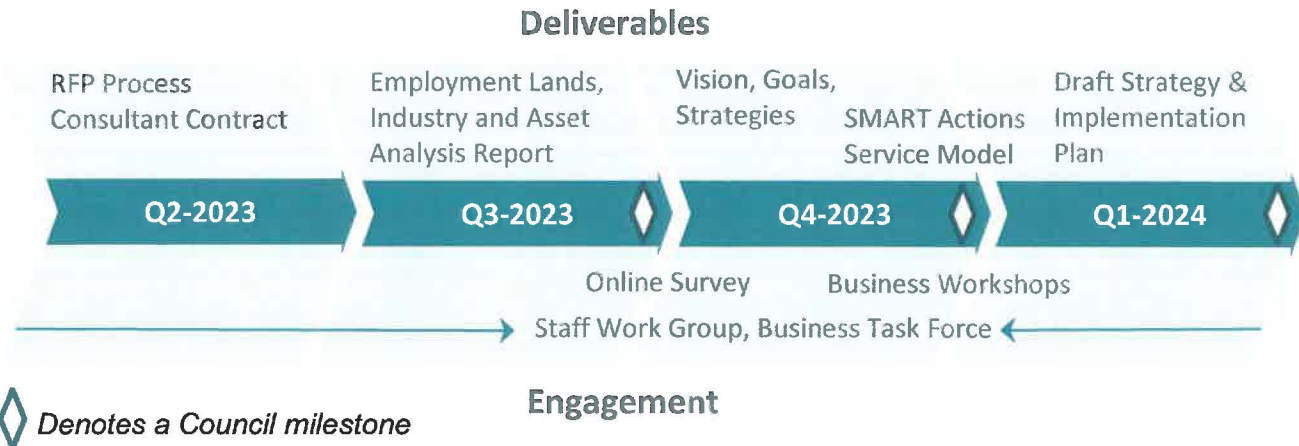 Deliverables
RFP Process
Consultant Contract
Employment Lands,
Industry and Asset
Analysis Report
Vision, Goals,
Strategies
SMART Actions
Service Model
Draft Strategy &
Implementation
Plan
Q2-2023
Q3-2023
Q4-2023
Q1-2024
Online Survey
Business Workshops
Staff Work Group, Business Task Force
Engagement
Denotes a Council milestone